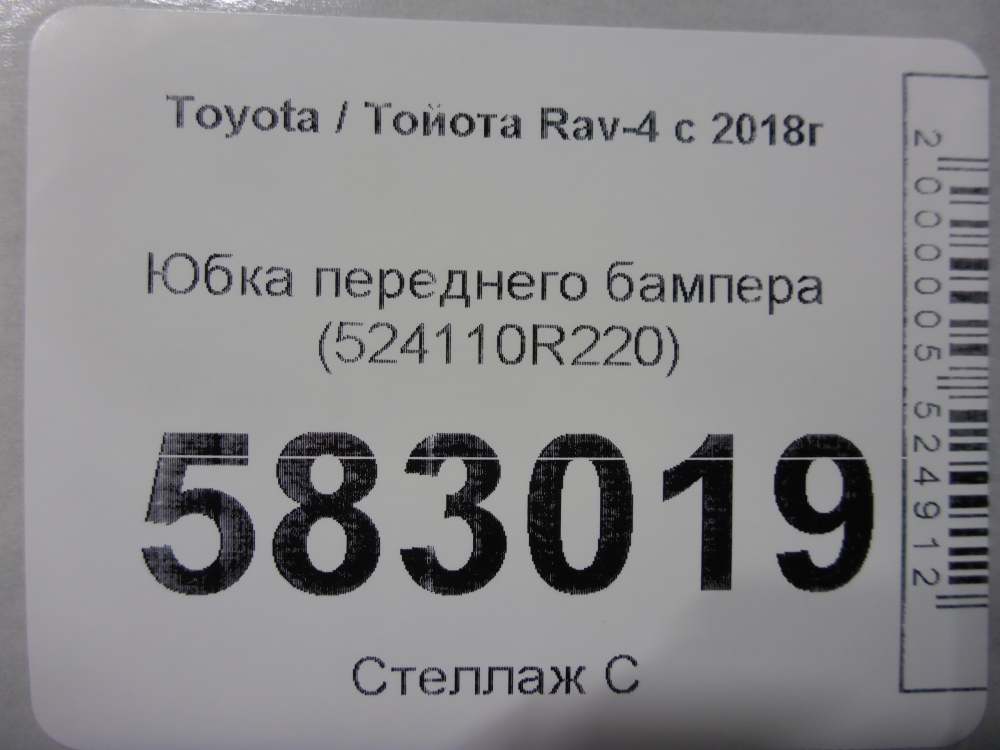 Toyota / Тойота Rav-4 с 2018г
Юбка переднего бампера
(524110R220)
583019
Стеллаж С
2000005524912